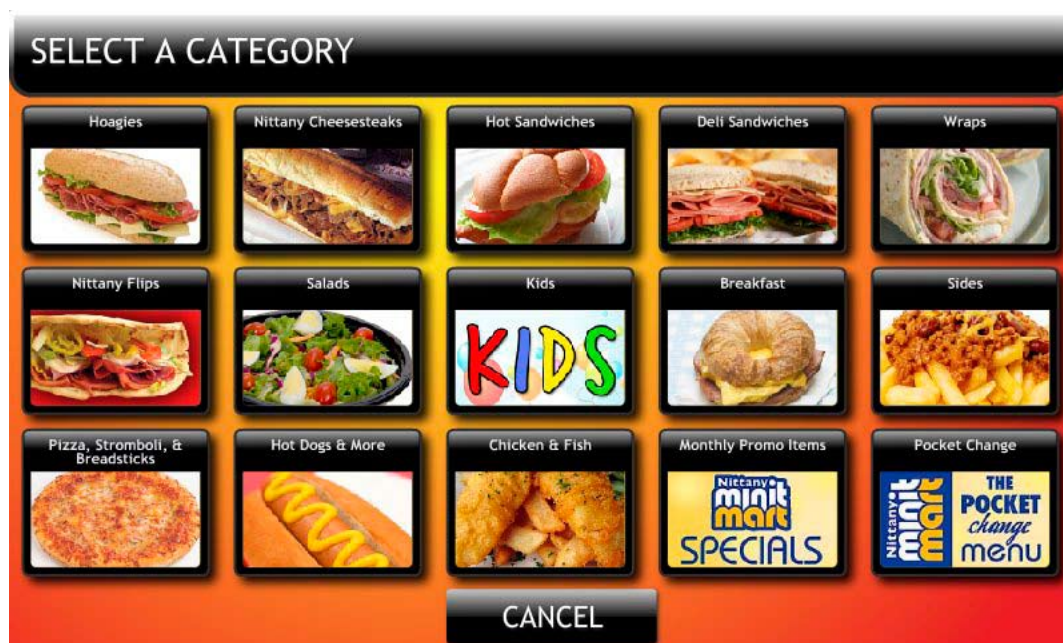 SELECT A CATEGORY
Hoagies
Nittany Cheesesteaks
Hot Sandwiches
Deli Sandwiches
Wraps
Nittany Flips
Salads
Kids
KIDS
Breakfast
Sides
Pizza, Stromboli, &
Breadsticks
Hot Dogs & More
Chicken & Fish
Monthly Promo Items
Nittany
minit
mart
SPECIALS
Pocket Change
Nittany
minit
mart
THE
POCKET
change
menu
CANCEL